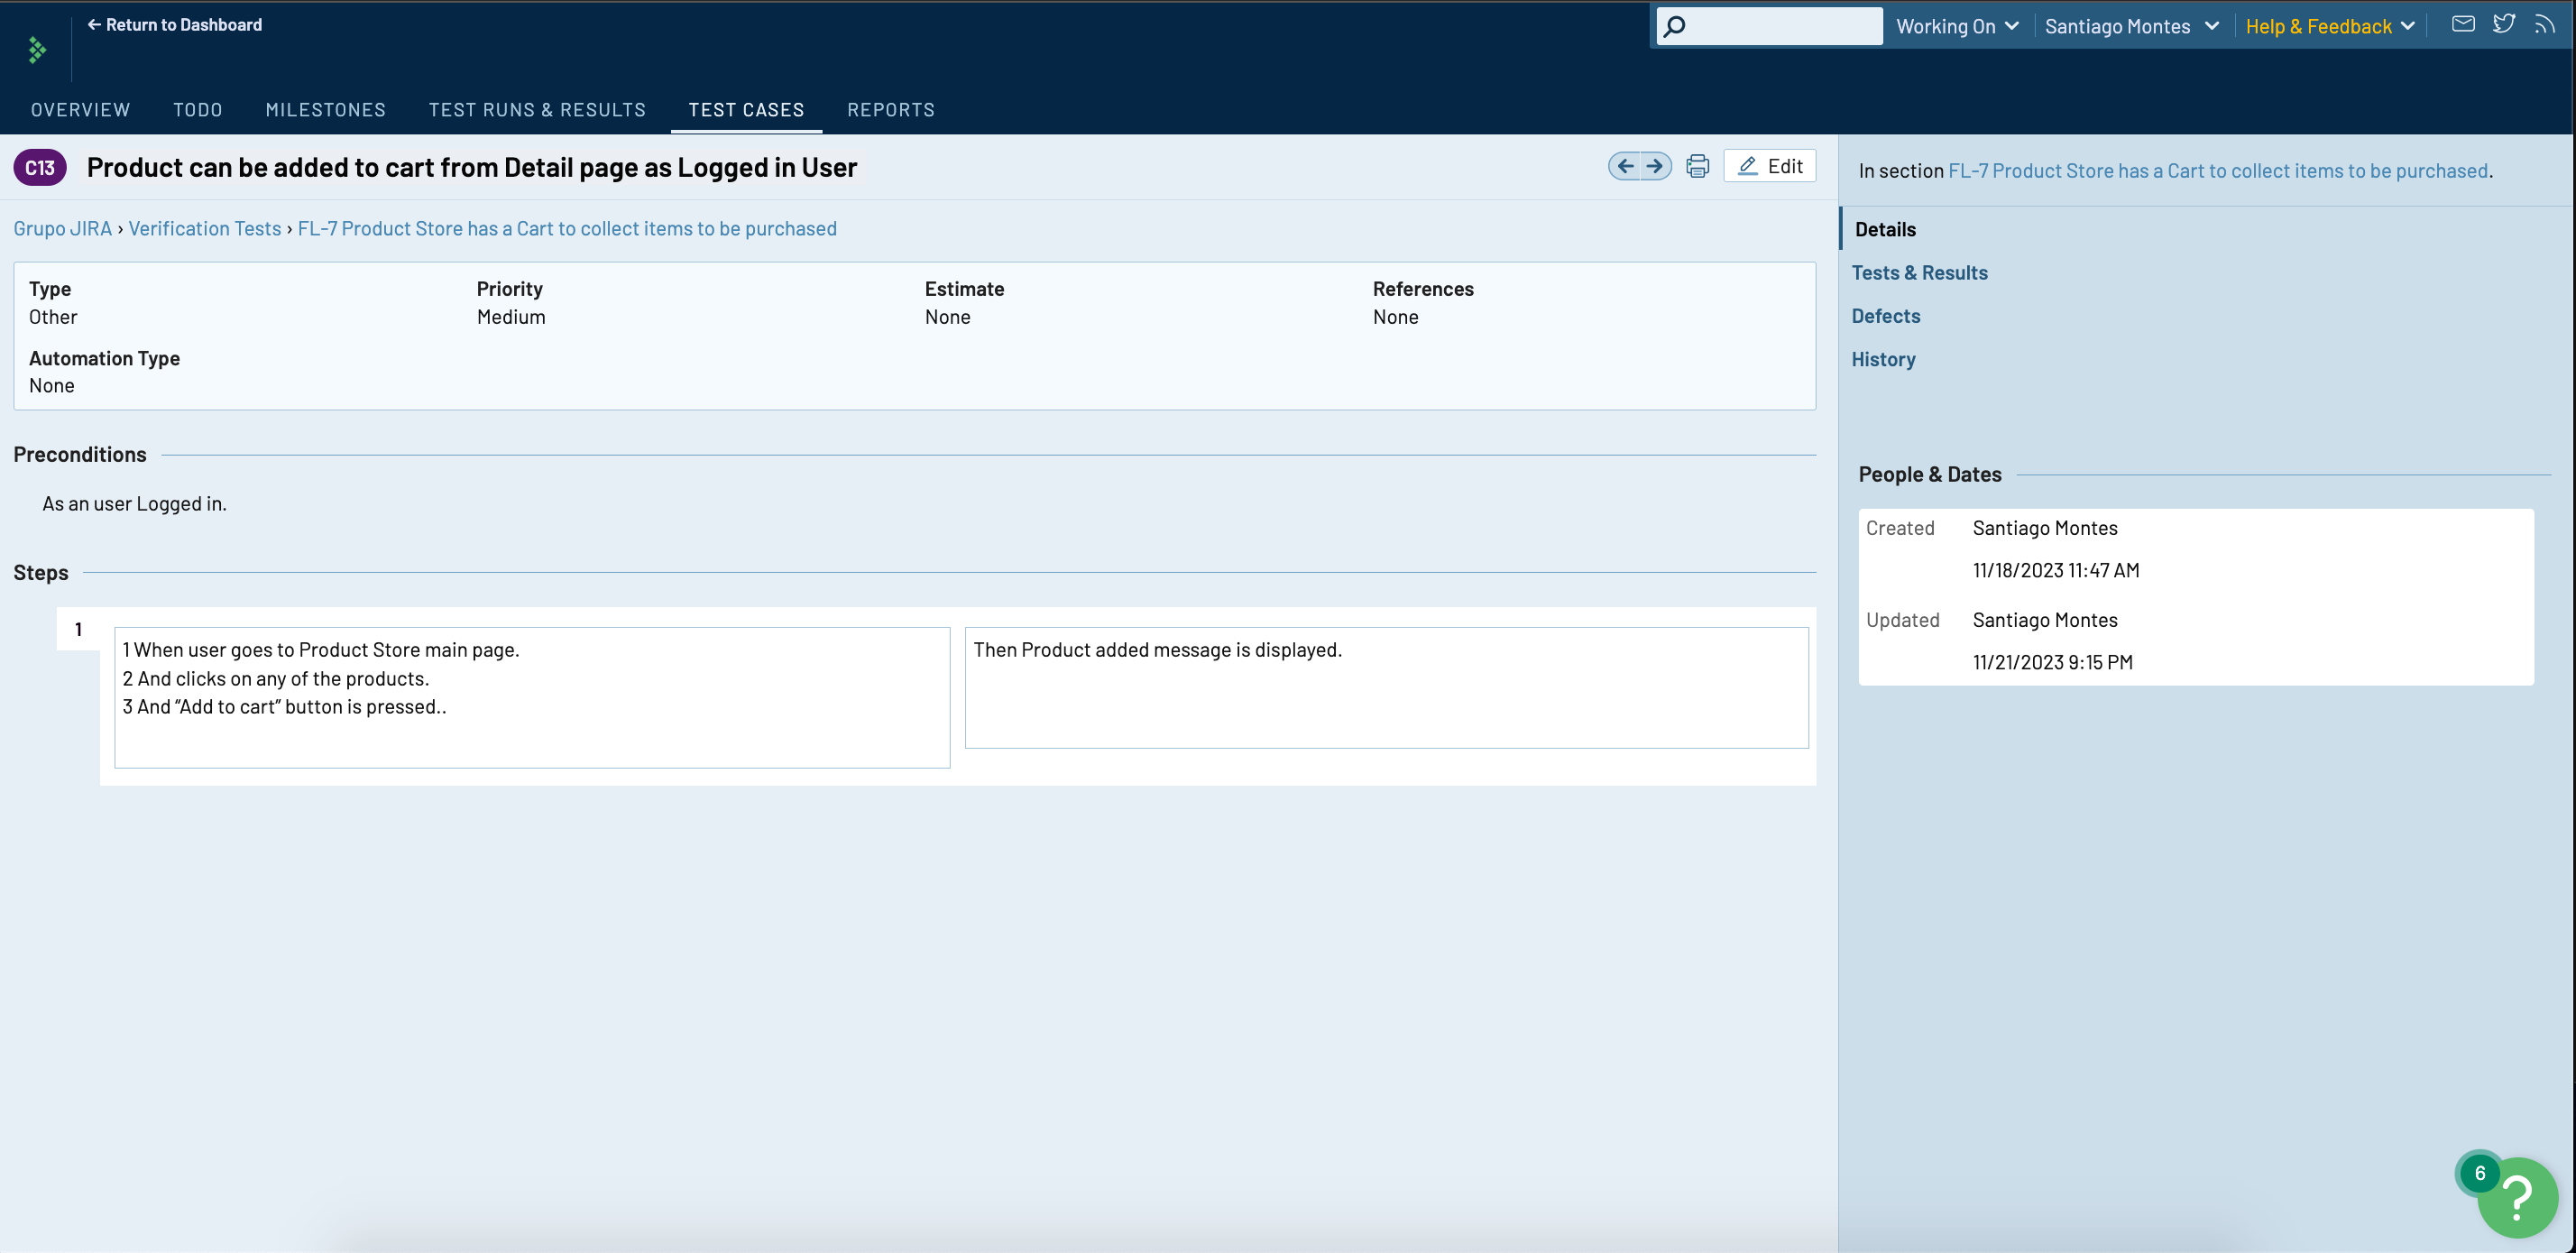 ← Return to Dashboard
Working On
Santiago Montes
Help & Feedback
OVERVIEW TODO MILESTONES TEST RUNS & RESULTS TEST CASES REPORTS
C13 Product can be added to cart from Detail page as Logged in User
Edit
Grupo JIRA › Verification Tests › FL-7 Product Store has a Cart to collect items to be purchased
Type Priority Estimate References
Other Medium None None
Automation Type
None
Preconditions
As an user Logged in.
Steps
1
1 When user goes to Product Store main page.
2 And clicks on any of the products.
3 And “Add to cart” button is pressed..
Then Product added message is displayed.
In section FL-7 Product Store has a Cart to collect items to be purchased.
Details
Tests & Results
Defects
History
People & Dates
Created Santiago Montes
11/18/2023 11:47 AM
Updated Santiago Montes
11/21/2023 9:15 PM
6
?